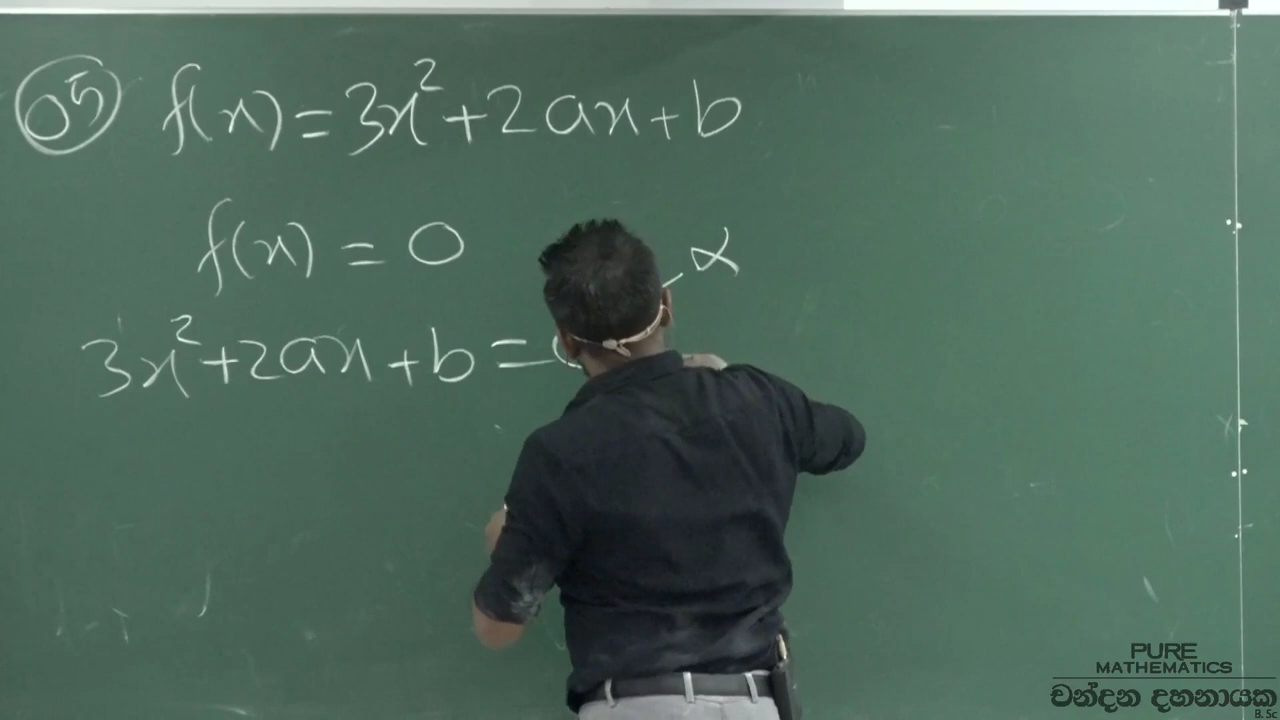 05 f(x) = 3x² + 2ax + b
f(x) = 0
α
3x² + 2ax + b =
PURE
MATHEMATICS
චන්දන දහනායක
B.Sc